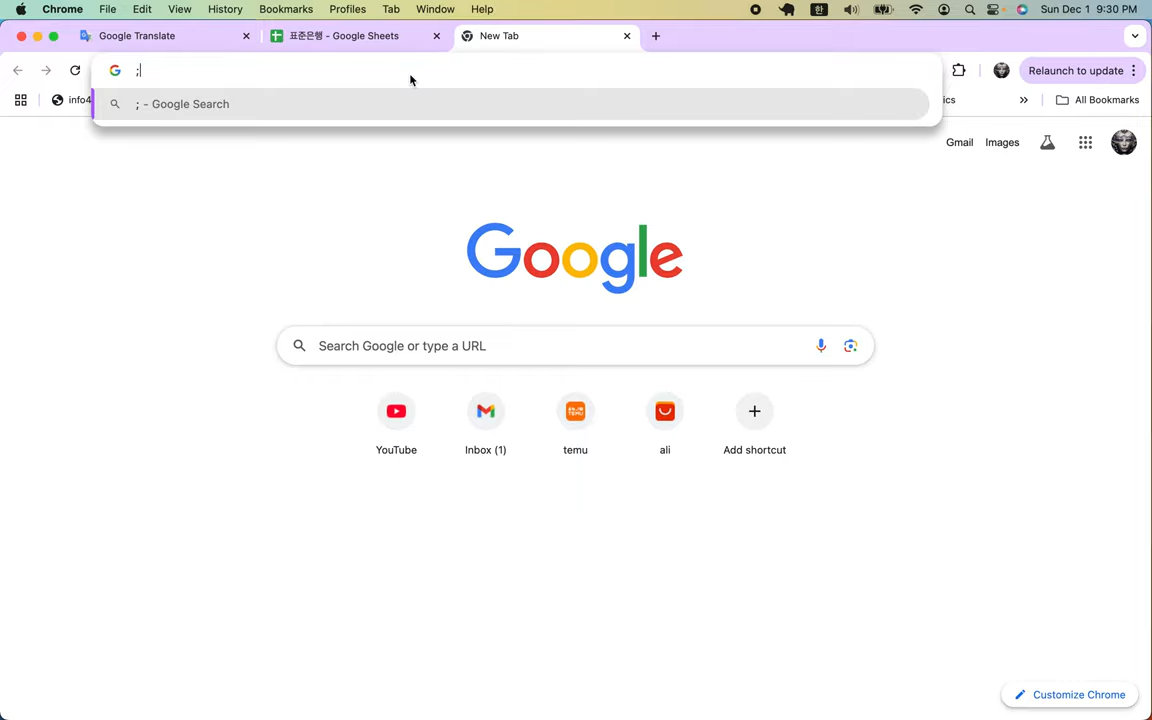 Chrome File Edit View History Bookmarks Profiles Tab Window Help 한 Sun Dec 1 9:30 PM
Google Translate 표준은행 - Google Sheets New Tab
;
Relaunch to update
; - Google Search
info4 ics » All Bookmarks
Gmail Images
Google
Search Google or type a URL
YouTube Inbox (1) temu ali Add shortcut
Customize Chrome